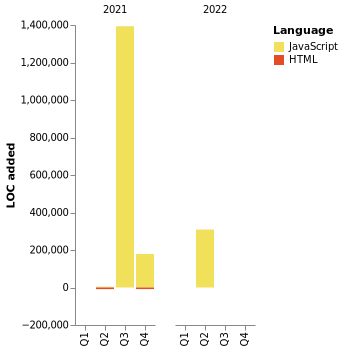 2021
2022
Language
JavaScript
HTML
LOC added
1,400,000
1,200,000
1,000,000
800,000
600,000
400,000
200,000
0
−200,000
Q1
Q2
Q3
Q4
Q1
Q2
Q3
Q4